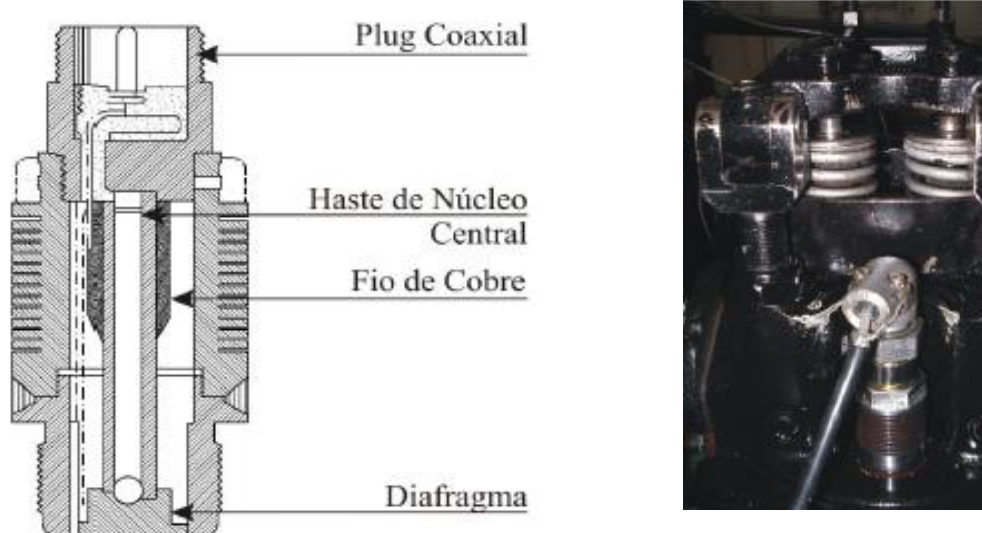 Plug Coaxial
Haste de Núcleo
Central
Fio de Cobre
Diafragma